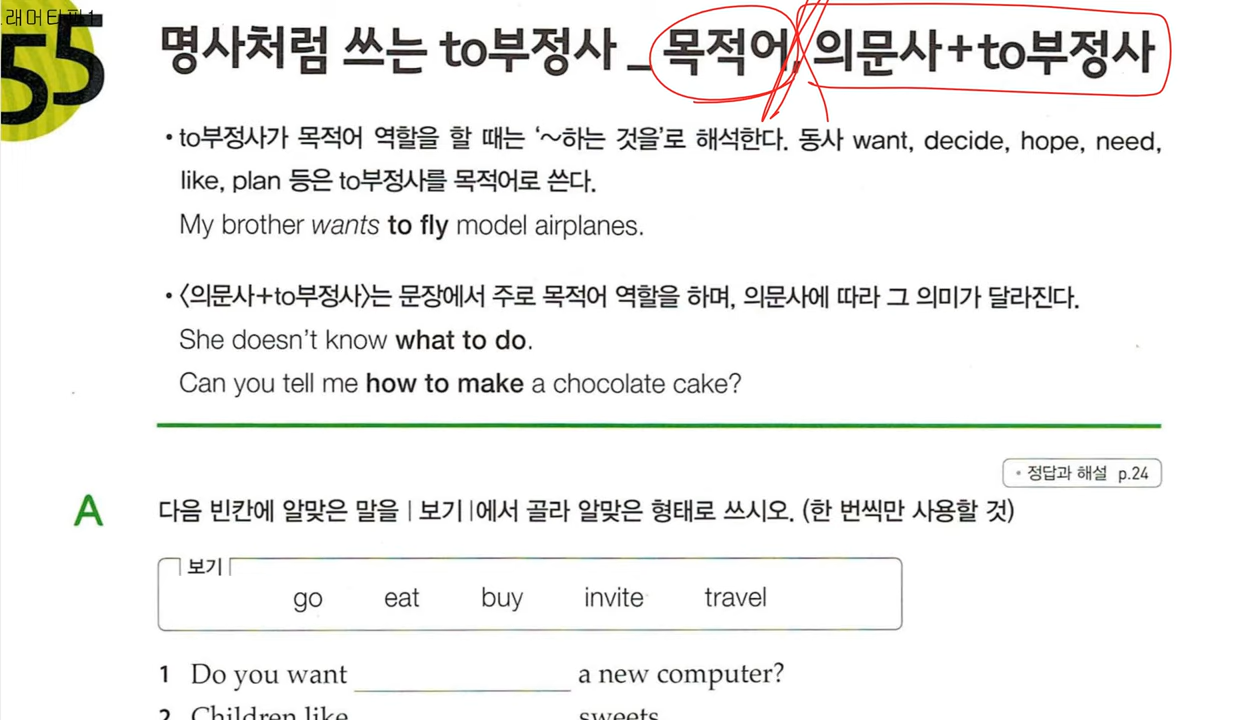 래머타파1
55 명사처럼 쓰는 to부정사 _ 목적어, 의문사+to부정사
• to부정사가 목적어 역할을 할 때는 ‘~하는 것을’로 해석한다. 동사 want, decide, hope, need,
like, plan 등은 to부정사를 목적어로 쓴다.
My brother wants to fly model airplanes.
• 〈의문사+to부정사〉는 문장에서 주로 목적어 역할을 하며, 의문사에 따라 그 의미가 달라진다.
She doesn’t know what to do.
Can you tell me how to make a chocolate cake?
• 정답과 해설 p.24
A 다음 빈칸에 알맞은 말을 | 보기 |에서 골라 알맞은 형태로 쓰시오. (한 번씩만 사용할 것)
보기
go eat buy invite travel
1 Do you want ____________ a new computer?
2 Children like ____________ sweets